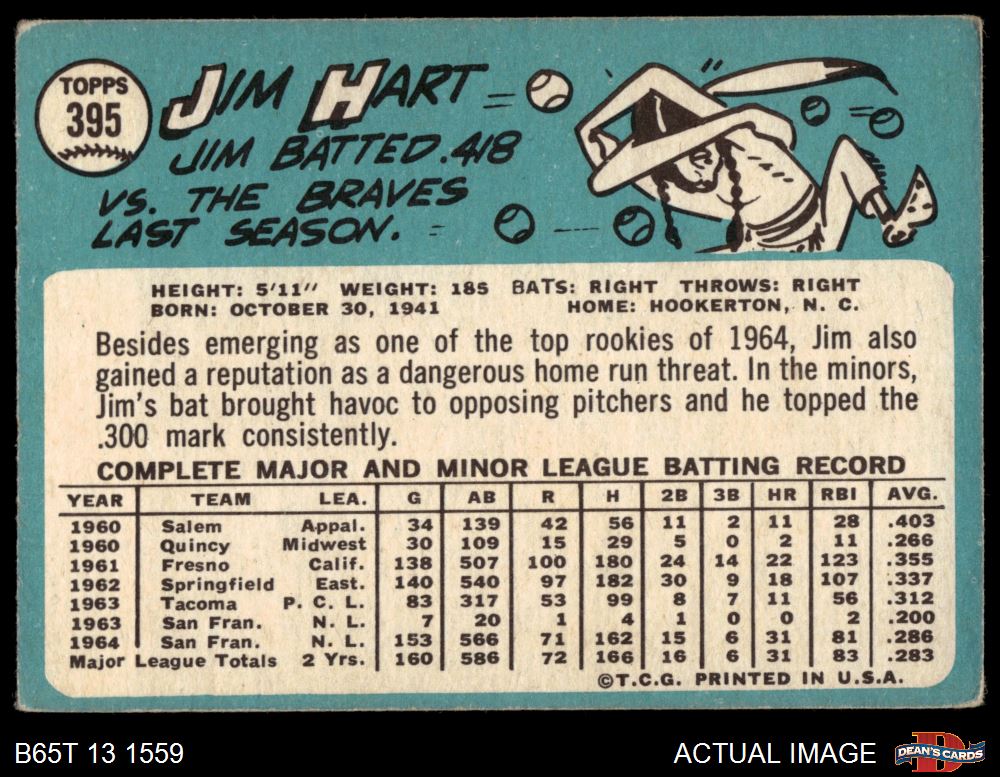 TOPPS
395
JIM HART
JIM BATTED .418
VS. THE BRAVES
LAST SEASON.
HEIGHT: 5'11" WEIGHT: 185 BATS: RIGHT THROWS: RIGHT
BORN: OCTOBER 30, 1941 HOME: HOOKERTON, N. C.
Besides emerging as one of the top rookies of 1964, Jim also
gained a reputation as a dangerous home run threat. In the minors,
Jim's bat brought havoc to opposing pitchers and he topped the
.300 mark consistently.
COMPLETE MAJOR AND MINOR LEAGUE BATTING RECORD
YEAR TEAM LEA. G AB R H 2B 3B HR RBI AVG.
1960 Salem Appal. 34 139 42 56 11 2 11 28 .403
1960 Quincy Midwest 30 109 15 29 5 0 2 11 .266
1961 Fresno Calif. 138 507 100 180 24 14 22 123 .355
1962 Springfield East. 140 540 97 182 30 9 18 107 .337
1963 Tacoma P. C. L. 83 317 53 99 8 7 11 56 .312
1963 San Fran. N. L. 7 20 1 4 1 0 0 2 .200
1964 San Fran. N. L. 153 566 71 162 15 6 31 81 .286
Major League Totals 2 Yrs. 160 586 72 166 16 6 31 83 .283
©T.C.G. PRINTED IN U.S.A.
B65T 13 1559 ACTUAL IMAGE DEAN'S CARDS